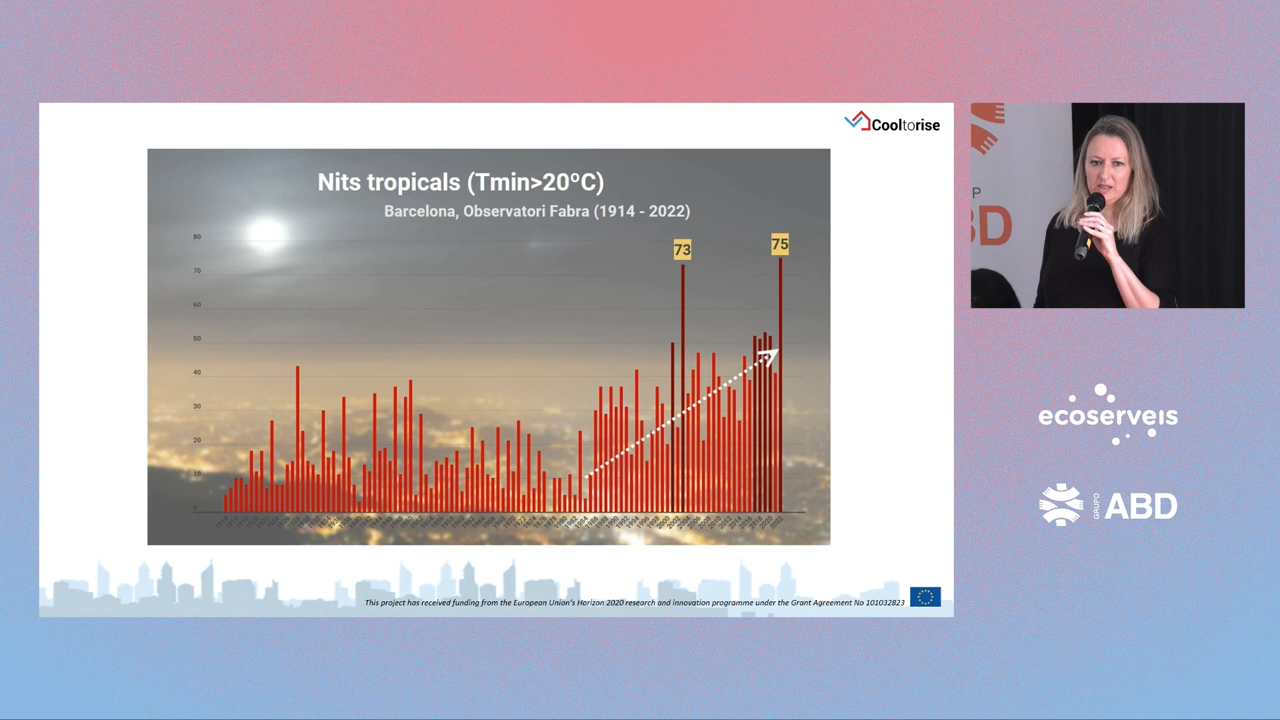 Cooltorise
Nits tropicals (Tmin>20ºC)
Barcelona, Observatori Fabra (1914 - 2022)
80
70
60
50
40
30
20
10
0
73
75
This project has received funding from the European Union's Horizon 2020 research and innovation programme under the Grant Agreement No 101032823
P
BD
ecoserveis
GRUPO
ABD